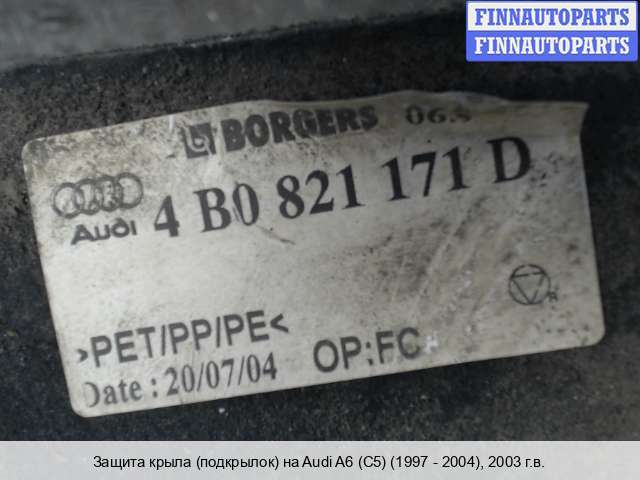 FINNAUTOPARTS
FINNAUTOPARTS
BORGERS
Audi 4 B0 821 171 D
>PET/PP/PE< OP:FC
Date : 20/07/04
Защита крыла (подкрылок) на Audi A6 (C5) (1997 - 2004), 2003 г.в.